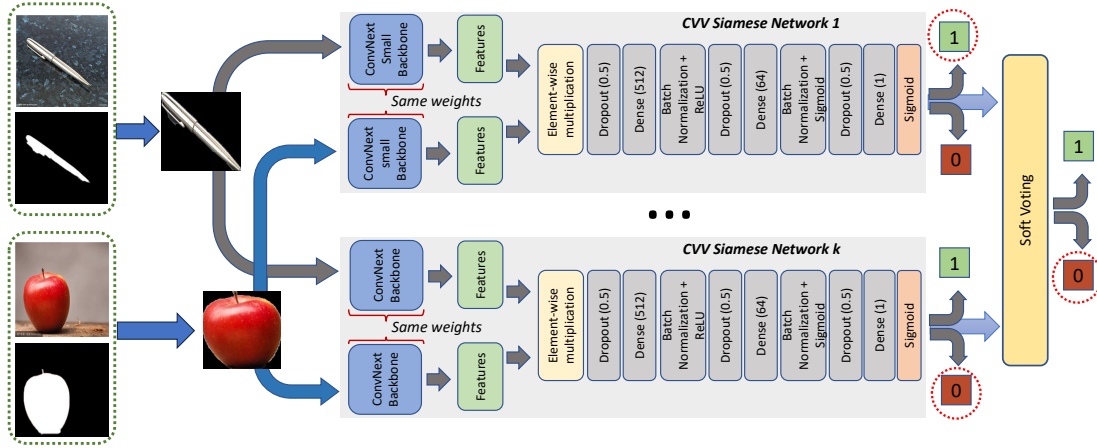 CVV Siamese Network 1
ConvNext
Small
Backbone
Features
Same weights
ConvNext
small
Backbone
Features
Element-wise
multiplication
Dropout (0.5)
Dense (512)
Batch
Normalization +
ReLU
Dropout (0.5)
Dense (64)
Batch
Normalization +
Sigmoid
Dropout (0.5)
Dense (1)
Sigmoid
1
0
...
CVV Siamese Network k
ConvNext
Backbone
Features
Same weights
ConvNext
Backbone
Features
Element-wise
multiplication
Dropout (0.5)
Dense (512)
Batch
Normalization +
ReLU
Dropout (0.5)
Dense (64)
Batch
Normalization +
Sigmoid
Dropout (0.5)
Dense (1)
Sigmoid
1
0
Soft Voting
1
0